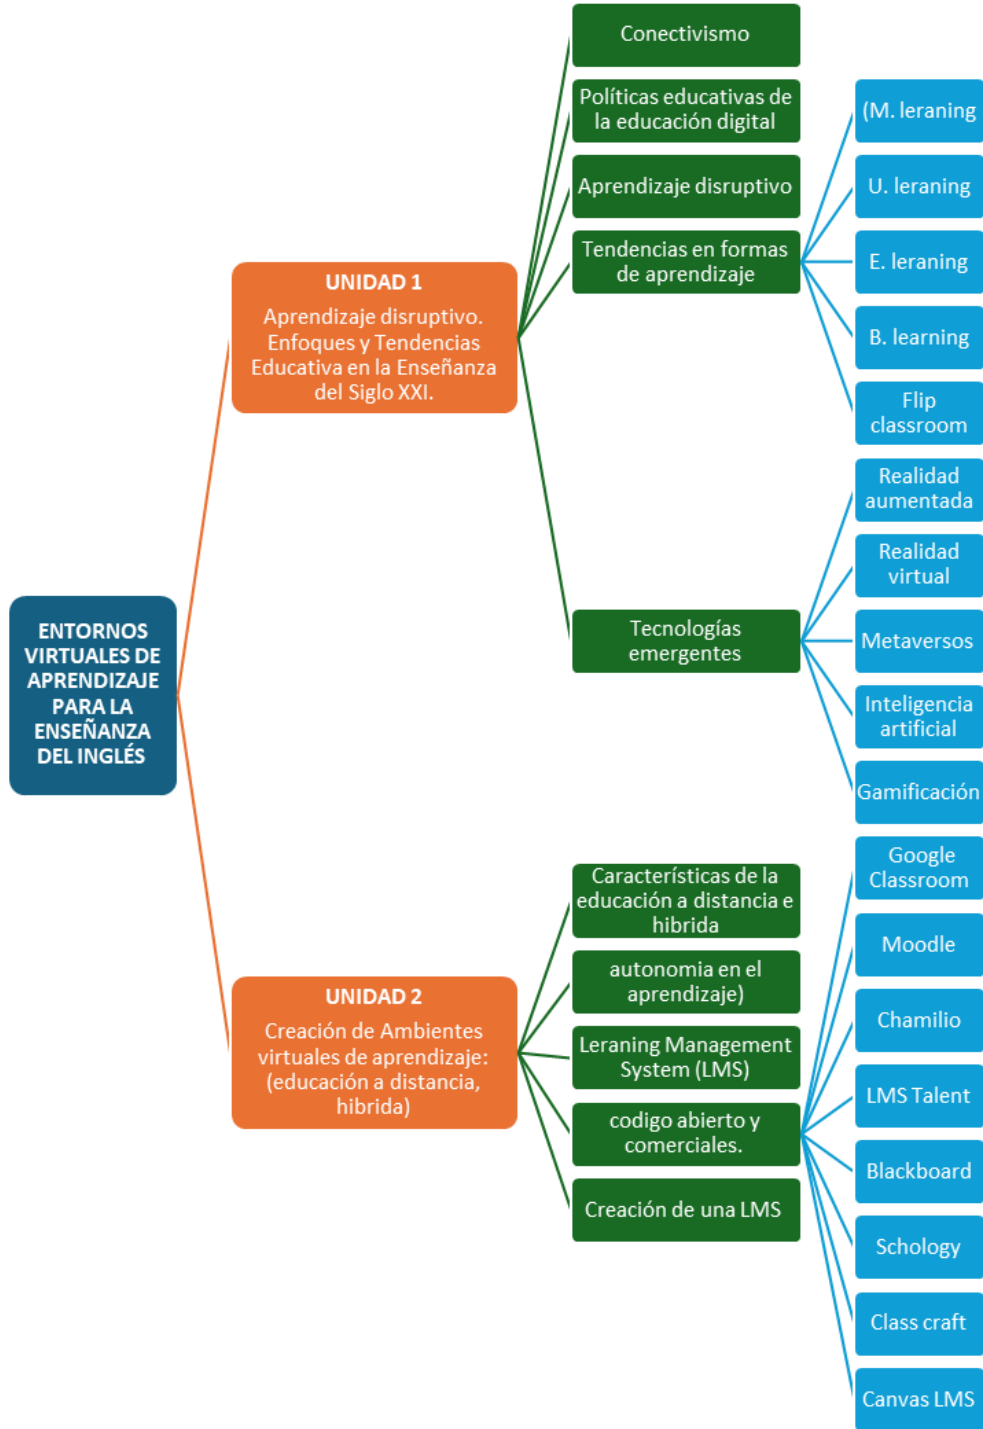 ENTORNOS
VIRTUALES DE
APRENDIZAJE
PARA LA
ENSEÑANZA
DEL INGLÉS
UNIDAD 1
Aprendizaje disruptivo.
Enfoques y Tendencias
Educativa en la Enseñanza
del Siglo XXI.
Conectivismo
Políticas educativas de
la educación digital
Aprendizaje disruptivo
Tendencias en formas
de aprendizaje
(M. leraning
U. leraning
E. leraning
B. learning
Flip
classroom
Tecnologías
emergentes
Realidad
aumentada
Realidad
virtual
Metaversos
Inteligencia
artificial
Gamificación
UNIDAD 2
Creación de Ambientes
virtuales de aprendizaje:
(educación a distancia,
hibrida)
Características de la
educación a distancia e
hibrida
autonomia en el
aprendizaje)
Leraning Management
System (LMS)
codigo abierto y
comerciales.
Google
Classroom
Moodle
Chamilio
LMS Talent
Blackboard
Schology
Class craft
Canvas LMS
Creación de una LMS